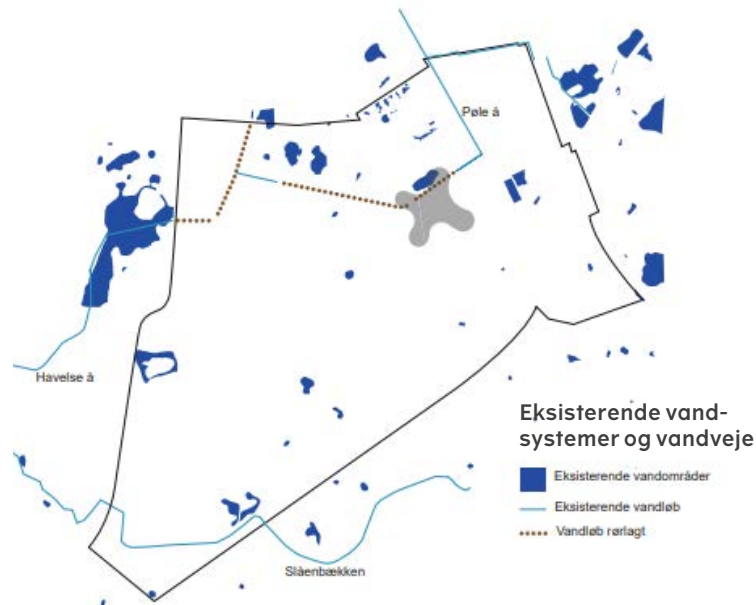 Pøle å
Havelse å
Slåenbækken
Eksisterende vand-
systemer og vandveje
Eksisterende vandområder
Eksisterende vandløb
Vandløb rørlagt